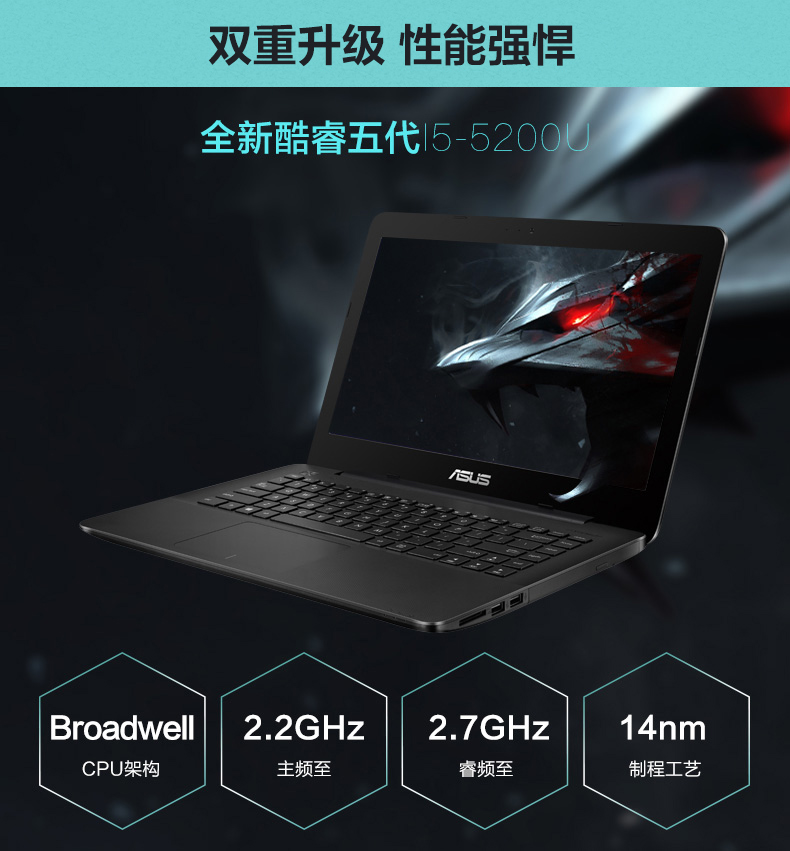 双重升级 性能强悍
全新酷睿五代I5-5200U
ASUS
Broadwell
CPU架构
2.2GHz
主频至
2.7GHz
睿频至
14nm
制程工艺